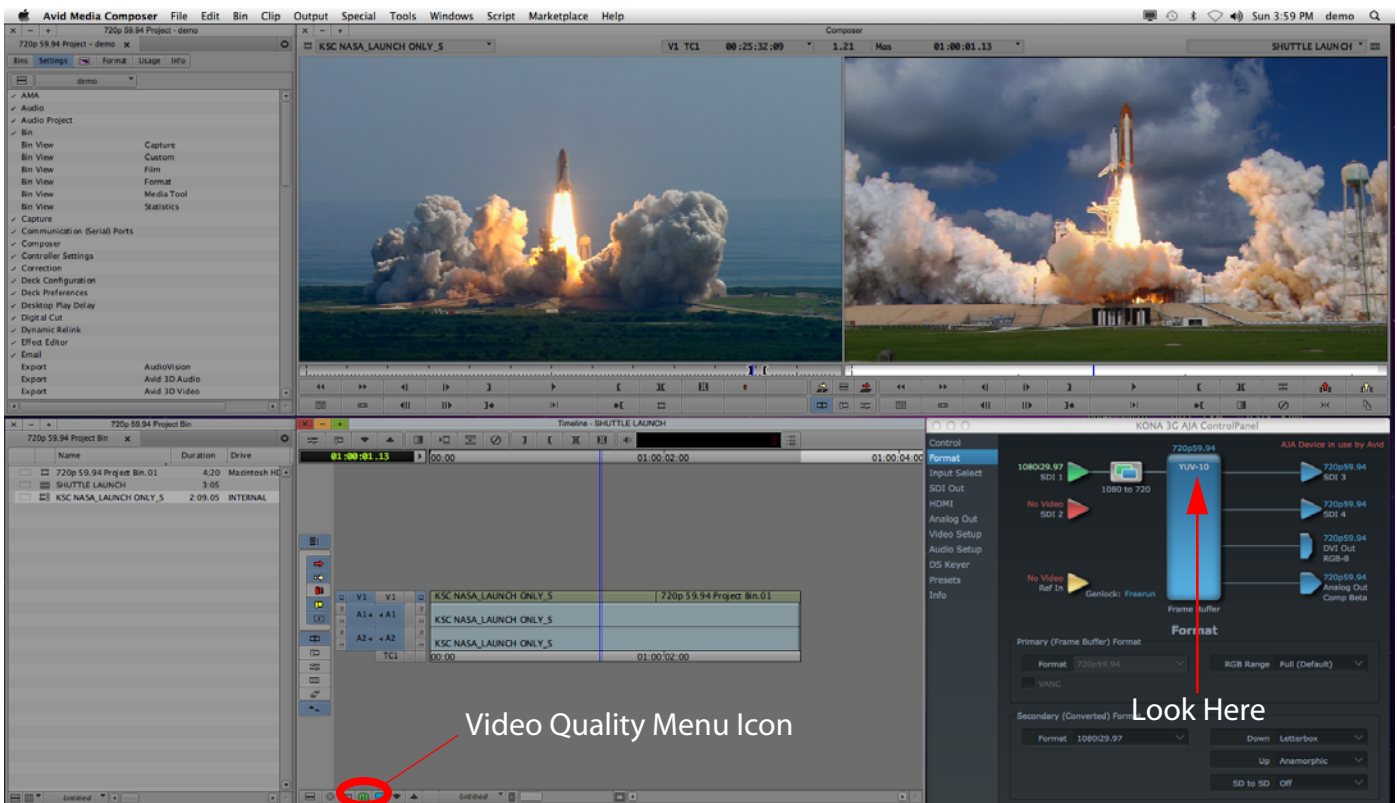 Avid Media Composer File Edit Bin Clip Output Special Tools Windows Script Marketplace Help
Sun 3:59 PM demo
720p 59.94 Project - demo
720p 59.94 Project - demo x
Bins Settings Format Usage Info
demo
AMA
Audio
Audio Project
Bin
Bin View Capture
Bin View Custom
Bin View Film
Bin View Format
Bin View Media Tool
Bin View Statistics
Capture
Communication (Serial) Ports
Composer
Controller Settings
Correction
Deck Configuration
Deck Preferences
Desktop Play Delay
Digital Cut
Dynamic Relink
Effect Editor
Email
Export AudioVision
Export Avid 3D Audio
Export Avid 3D Video
Composer
KSC NASA_LAUNCH ONLY_S
V1 TC1 00:25:32:09
1.21 Mas 01:00:01.13
SHUTTLE LAUNCH
720p 59.94 Project Bin
720p 59.94 Project Bin x
Name Duration Drive
720p 59.94 Project Bin.01 4;20 Macintosh HD
SHUTTLE LAUNCH 3:05
KSC NASA_LAUNCH ONLY_S 2:09.05 INTERNAL
Untitled
Timeline - SHUTTLE LAUNCH
01:00:01.13
00:00 01:00:02:00 01:00:04:00
V1 V1 KSC NASA_LAUNCH ONLY_S 720p 59.94 Project Bin.01
A1 A1 KSC NASA_LAUNCH ONLY_S
A2 A2 KSC NASA_LAUNCH ONLY_S
TC1 00:00 01:00:02:00
Video Quality Menu Icon
Untitled
KONA 3G AJA ControlPanel
Control
Format
Input Select
SDI Out
HDMI
Analog Out
Video Setup
Audio Setup
DS Keyer
Presets
Info
AJA Device in use by Avid
720p59.94
YUV-10
1080i29.97
SDI 1
1080 to 720
No Video
SDI 2
No Video
Ref In
Genlock: Freerun
Frame Buffer
720p59.94
SDI 3
720p59.94
SDI 4
720p59.94
DVI Out
RGB-8
720p59.94
Analog Out
Comp Beta
Format
Primary (Frame Buffer) Format
Format 720p59.94
RGB Range Full (Default)
VANC
Look Here
Secondary (Converted) Format
Format 1080i29.97
Down Letterbox
Up Anamorphic
SD to SD Off